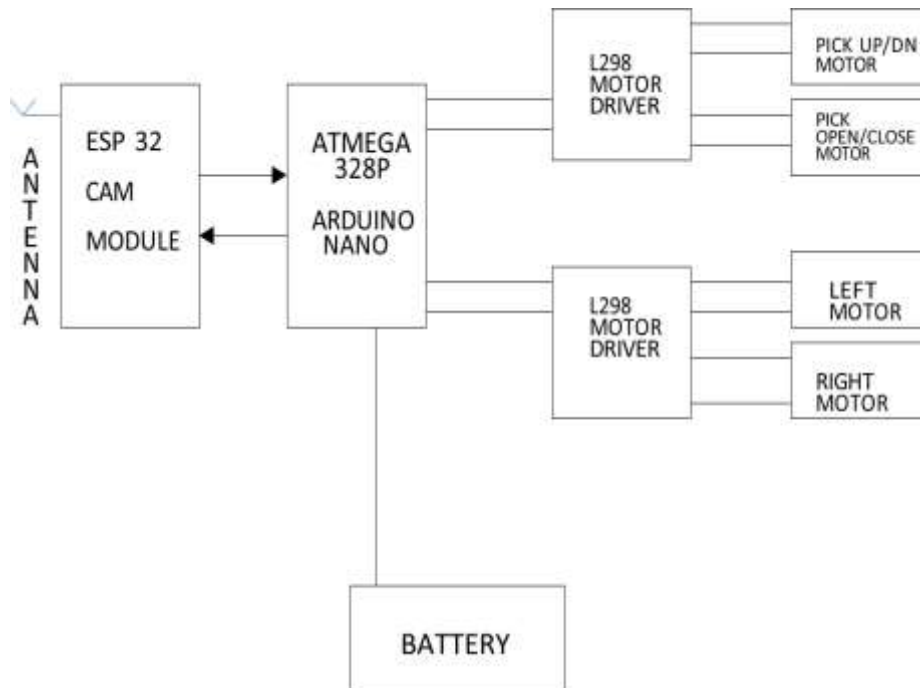 ANTENNA
ESP 32
CAM
MODULE
ATMEGA
328P
ARDUINO
NANO
L298
MOTOR
DRIVER
PICK UP/DN
MOTOR
PICK
OPEN/CLOSE
MOTOR
L298
MOTOR
DRIVER
LEFT
MOTOR
RIGHT
MOTOR
BATTERY